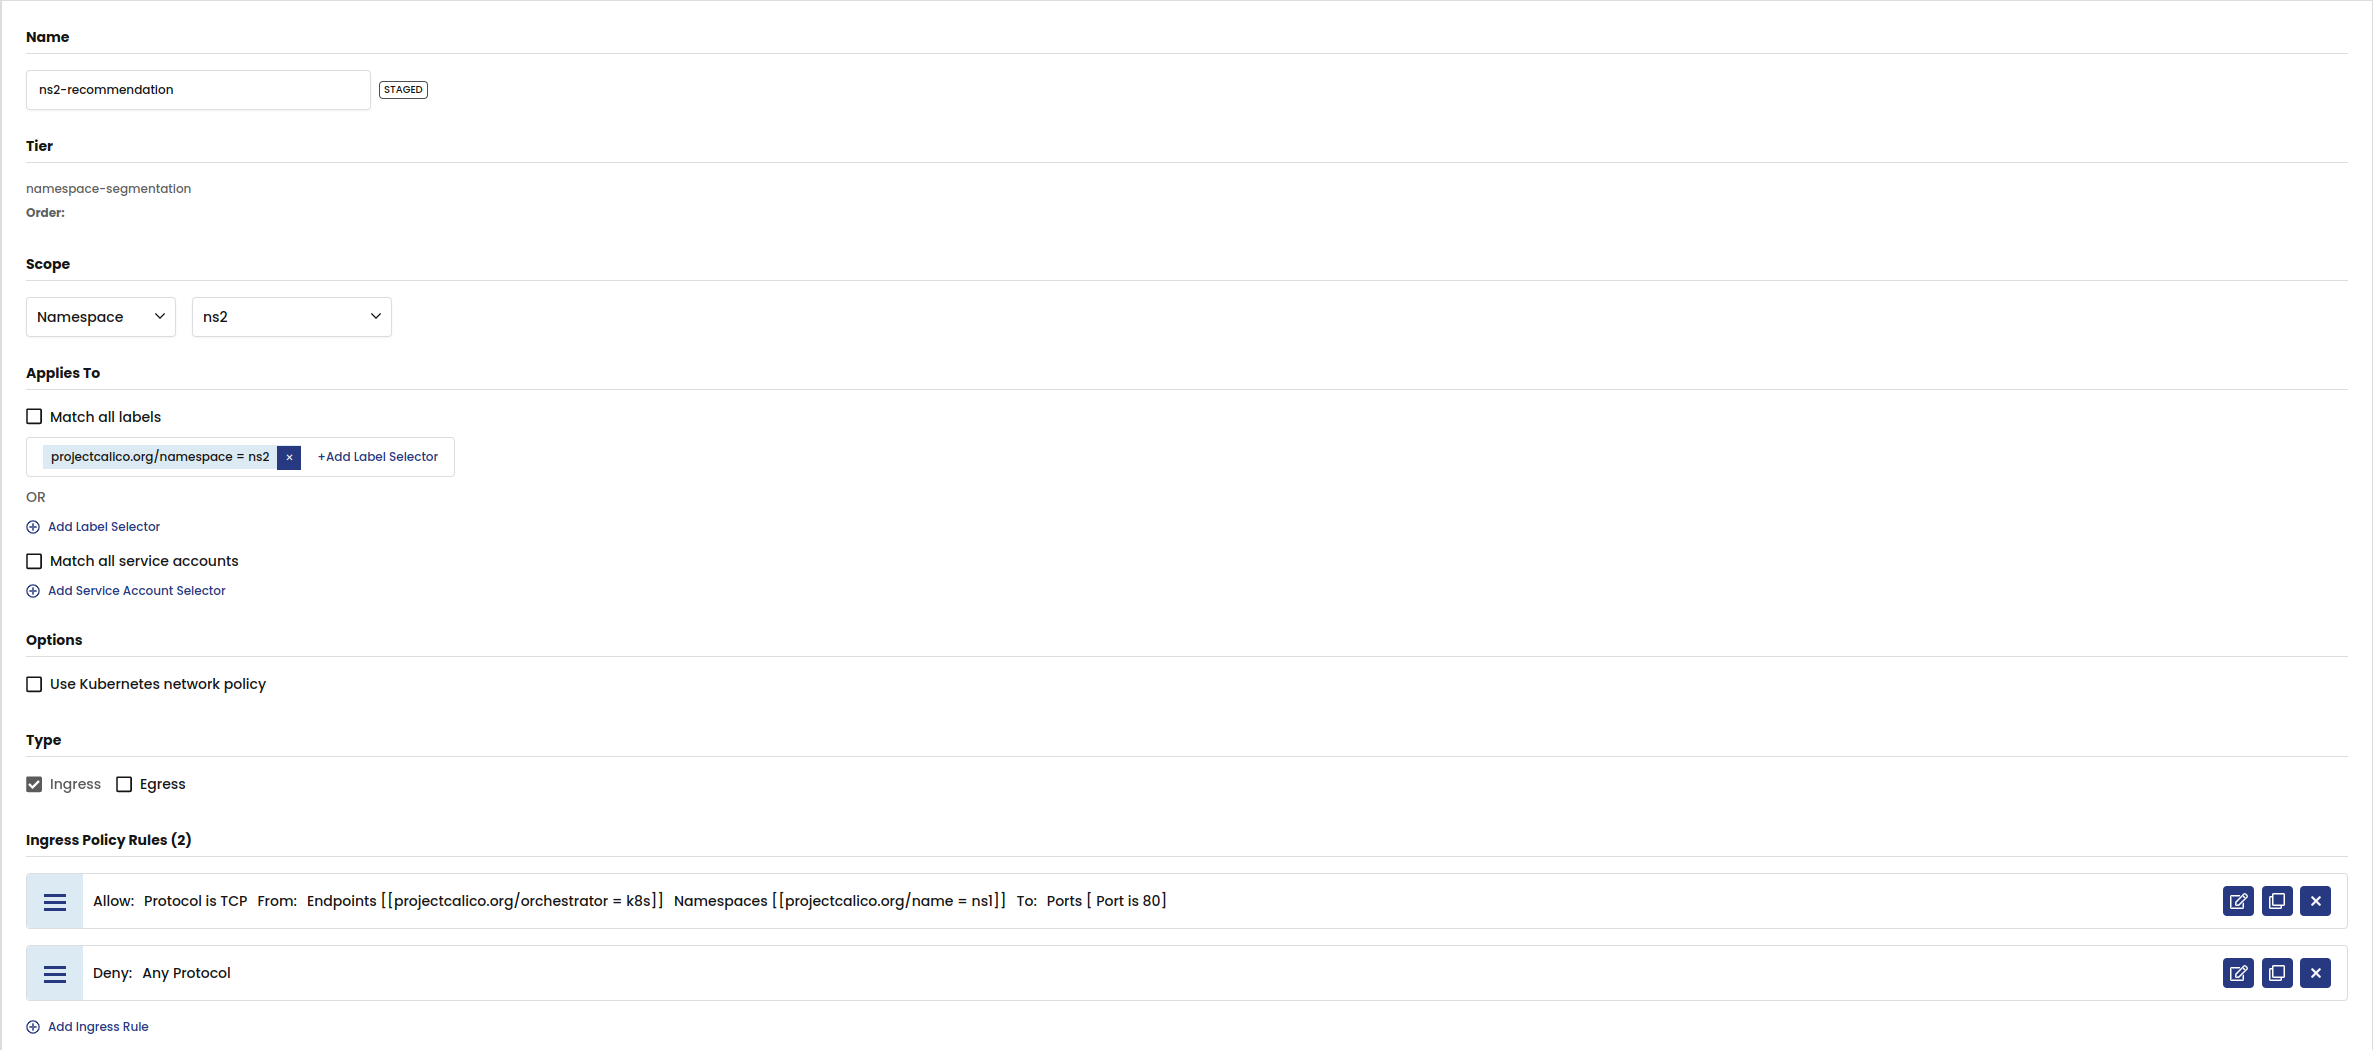 Name
ns2-recommendation STAGED
Tier
namespace-segmentation
Order:
Scope
Namespace ns2
Applies To
Match all labels
projectcalico.org/namespace = ns2 × +Add Label Selector
OR
Add Label Selector
Match all service accounts
Add Service Account Selector
Options
Use Kubernetes network policy
Type
Ingress Egress
Ingress Policy Rules (2)
Allow: Protocol is TCP From: Endpoints [[projectcalico.org/orchestrator = k8s]] Namespaces [[projectcalico.org/name = ns1]] To: Ports [ Port is 80]
Deny: Any Protocol
Add Ingress Rule